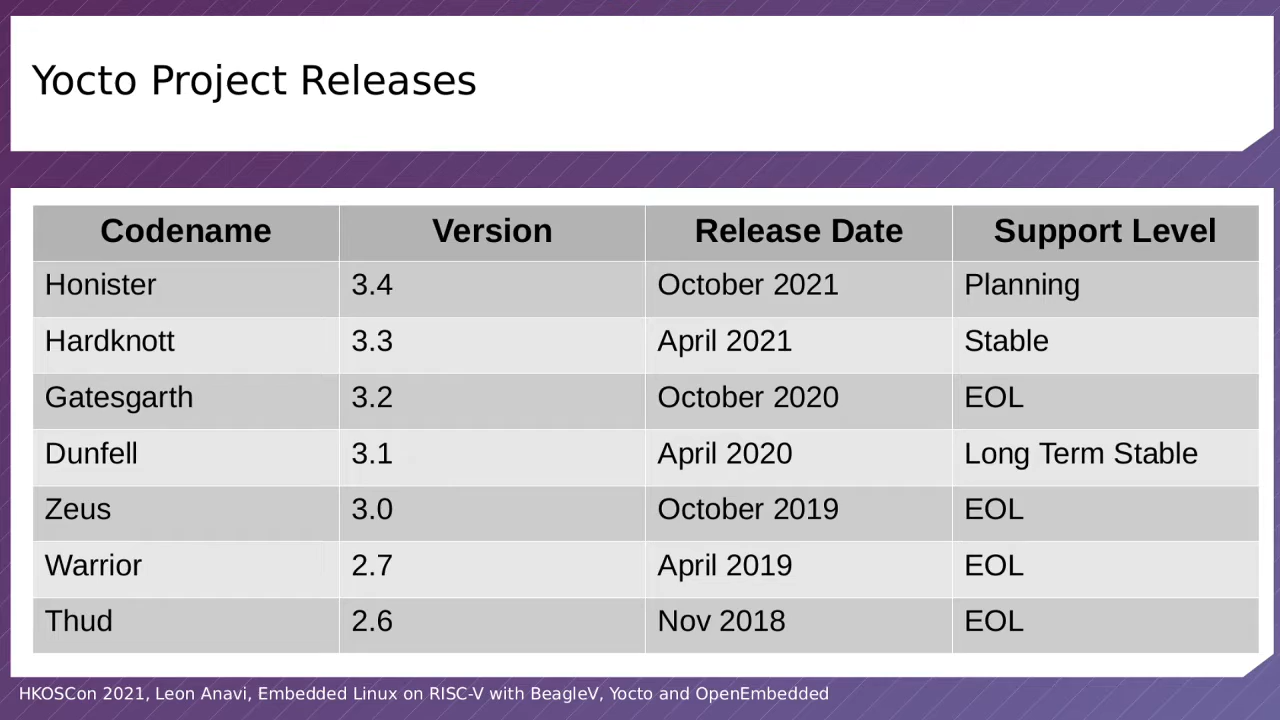 Yocto Project Releases
Codename Version Release Date Support Level
Honister 3.4 October 2021 Planning
Hardknott 3.3 April 2021 Stable
Gatesgarth 3.2 October 2020 EOL
Dunfell 3.1 April 2020 Long Term Stable
Zeus 3.0 October 2019 EOL
Warrior 2.7 April 2019 EOL
Thud 2.6 Nov 2018 EOL
HKOSCon 2021, Leon Anavi, Embedded Linux on RISC-V with BeagleV, Yocto and OpenEmbedded